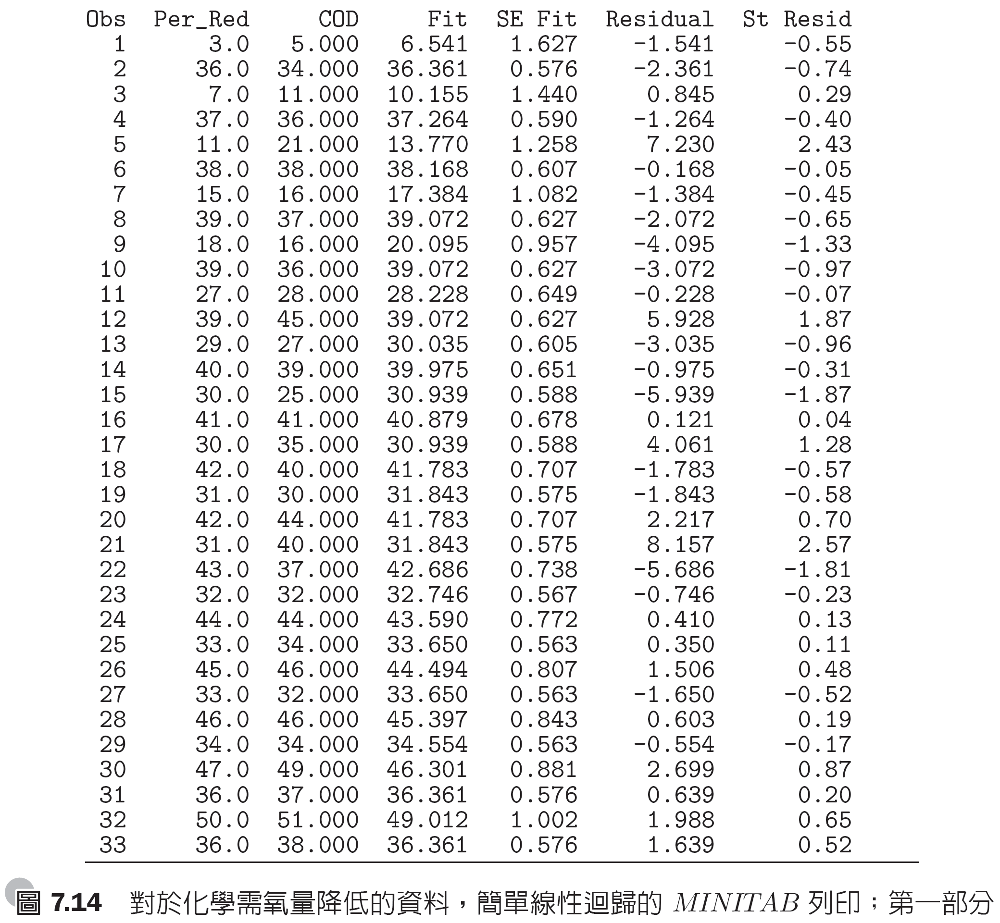 Obs Per_Red COD Fit SE Fit Residual St Resid
1 3.0 5.000 6.541 1.627 -1.541 -0.55
2 36.0 34.000 36.361 0.576 -2.361 -0.74
3 7.0 11.000 10.155 1.440 0.845 0.29
4 37.0 36.000 37.264 0.590 -1.264 -0.40
5 11.0 21.000 13.770 1.258 7.230 2.43
6 38.0 38.000 38.168 0.607 -0.168 -0.05
7 15.0 16.000 17.384 1.082 -1.384 -0.45
8 39.0 37.000 39.072 0.627 -2.072 -0.65
9 18.0 16.000 20.095 0.957 -4.095 -1.33
10 39.0 36.000 39.072 0.627 -3.072 -0.97
11 27.0 28.000 28.228 0.649 -0.228 -0.07
12 39.0 45.000 39.072 0.627 5.928 1.87
13 29.0 27.000 30.035 0.605 -3.035 -0.96
14 40.0 39.000 39.975 0.651 -0.975 -0.31
15 30.0 25.000 30.939 0.588 -5.939 -1.87
16 41.0 41.000 40.879 0.678 0.121 0.04
17 30.0 35.000 30.939 0.588 4.061 1.28
18 42.0 40.000 41.783 0.707 -1.783 -0.57
19 31.0 30.000 31.843 0.575 -1.843 -0.58
20 42.0 44.000 41.783 0.707 2.217 0.70
21 31.0 40.000 31.843 0.575 8.157 2.57
22 43.0 37.000 42.686 0.738 -5.686 -1.81
23 32.0 32.000 32.746 0.567 -0.746 -0.23
24 44.0 44.000 43.590 0.772 0.410 0.13
25 33.0 34.000 33.650 0.563 0.350 0.11
26 45.0 46.000 44.494 0.807 1.506 0.48
27 33.0 32.000 33.650 0.563 -1.650 -0.52
28 46.0 46.000 45.397 0.843 0.603 0.19
29 34.0 34.000 34.554 0.563 -0.554 -0.17
30 47.0 49.000 46.301 0.881 2.699 0.87
31 36.0 37.000 36.361 0.576 0.639 0.20
32 50.0 51.000 49.012 1.002 1.988 0.65
33 36.0 38.000 36.361 0.576 1.639 0.52
圖 7.14 對於化學需氧量降低的資料，簡單線性迴歸的 MINITAB 列印；第一部分